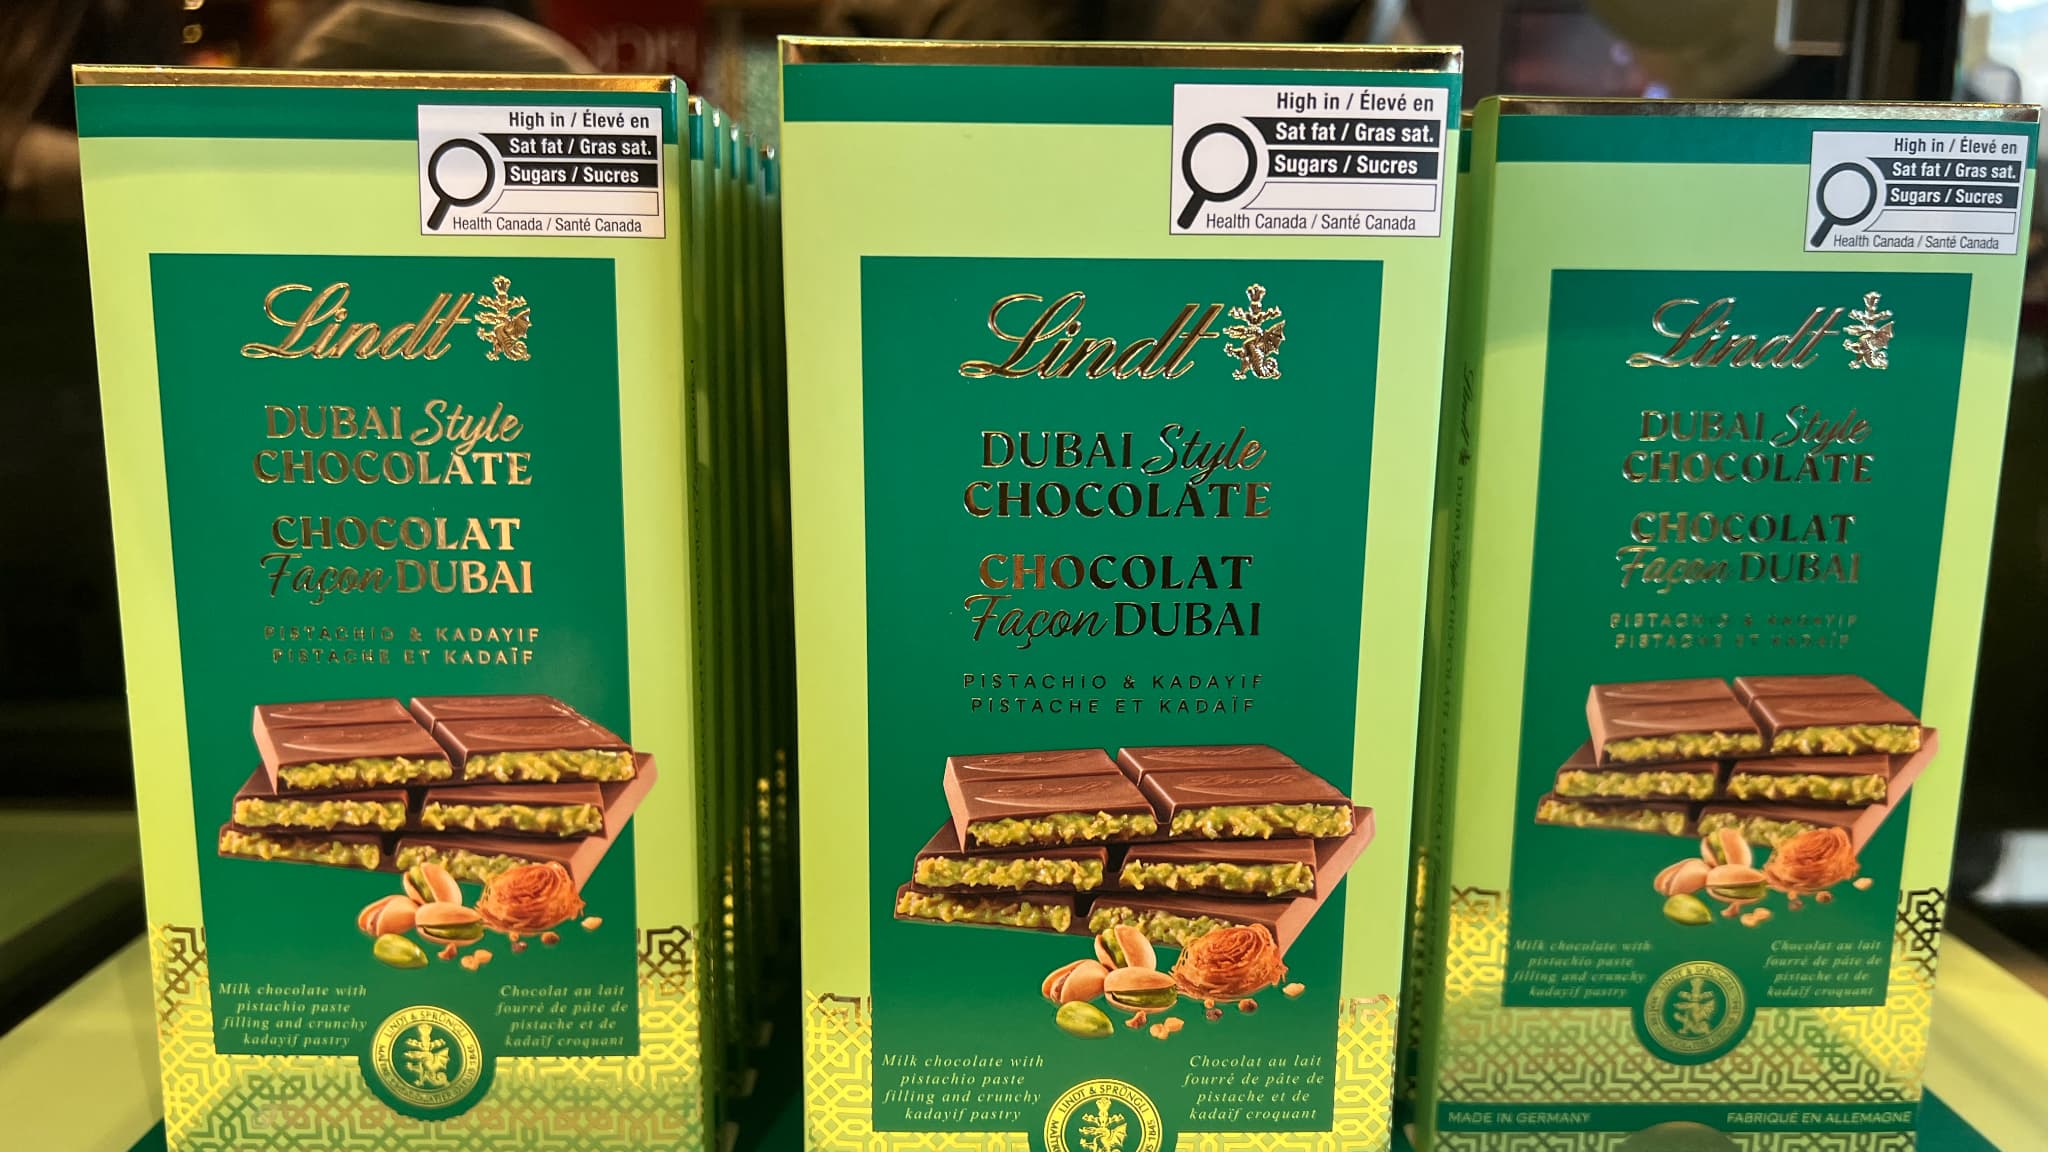 High in / Élevé en
Sat fat / Gras sat.
Sugars / Sucres
Health Canada / Santé Canada
Lindt
DUBAI Style
CHOCOLATE
CHOCOLAT
Façon DUBAI
PISTACHIO & KADAYIF
PISTACHE ET KADAÏF
Milk chocolate with
pistachio paste
filling and crunchy
kadayif pastry
Chocolat au lait
fourré de pâte de
pistache et de
kadaïf croquant
LINDT & SPRÜNGLI
High in / Élevé en
Sat fat / Gras sat.
Sugars / Sucres
Health Canada / Santé Canada
Lindt
DUBAI Style
CHOCOLATE
CHOCOLAT
Façon DUBAI
PISTACHIO & KADAYIF
PISTACHE ET KADAÏF
Milk chocolate with
pistachio paste
filling and crunchy
kadayif pastry
Chocolat au lait
fourré de pâte de
pistache et de
kadaïf croquant
LINDT & SPRÜNGLI
High in / Élevé en
Sat fat / Gras sat.
Sugars / Sucres
Health Canada / Santé Canada
Lindt
DUBAI Style
CHOCOLATE
CHOCOLAT
Façon DUBAI
PISTACHIO & KADAYIF
PISTACHE ET KADAÏF
Milk chocolate with
pistachio paste
filling and crunchy
kadayif pastry
Chocolat au lait
fourré de pâte de
pistache et de
kadaïf croquant
LINDT & SPRÜNGLI
MADE IN GERMANY
FABRIQUÉ EN ALLEMAGNE